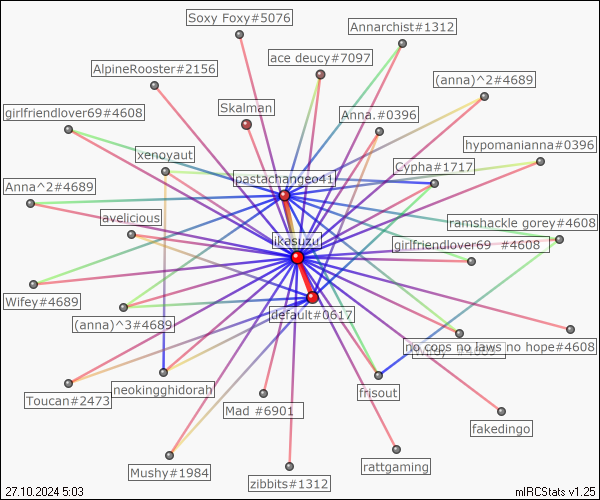 Soxy Foxy#5076
Annarchist#1312
ace deucy#7097
AlpineRooster#2156
(anna)^2#4689
Skalman
girlfriendlover69#4608
Anna.#0396
hypomanianna#0396
xenoyaut
Cypha#1717
pastachangeo41
Anna^2#4689
avelicious
ramshackle gorey#4608
ikasuzu
girlfriendlover69 #4608
Wifey#4689
default#0617
(anna)^3#4689
no cops no laws no hope#4608
neokingghidorah
frisout
Toucan#2473
Mad #6901
fakedingo
rattgaming
Mushy#1984
zibbits#1312
27.10.2024 5:03
mIRCStats v1.25